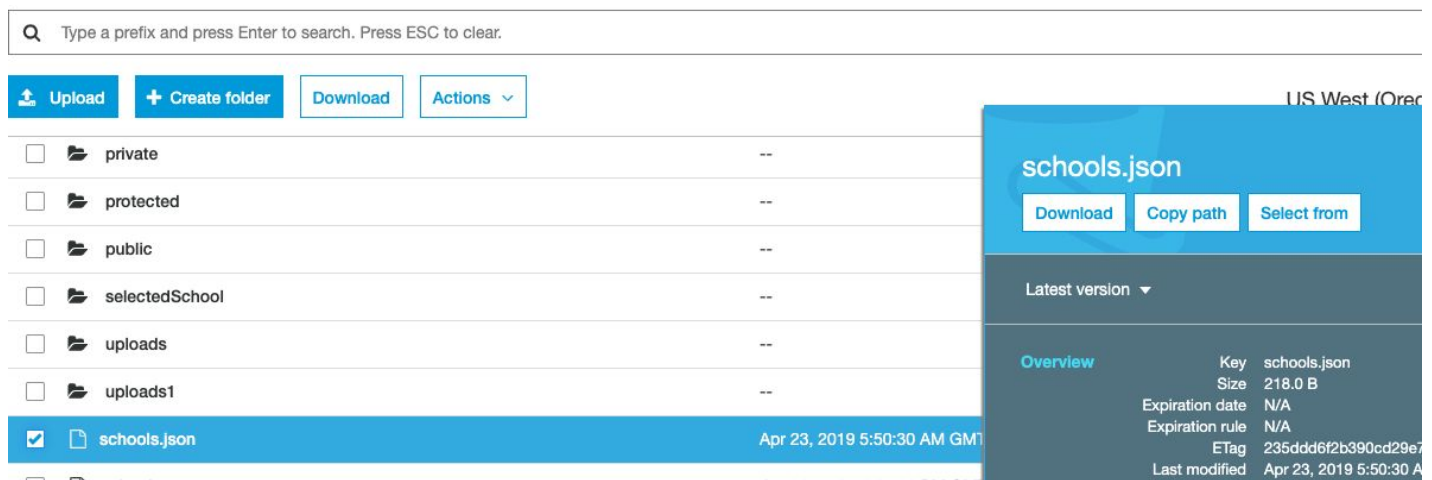 Type a prefix and press Enter to search. Press ESC to clear.
Upload
Create folder
Download
Actions
US West
private --
protected --
public --
selectedSchool --
uploads --
uploads1 --
schools.json Apr 23, 2019 5:50:30 AM GMT
schools.json
Download Copy path Select from
Latest version
Overview
Key schools.json
Size 218.0 B
Expiration date N/A
Expiration rule N/A
ETag 235ddd6f2b390cd29e7
Last modified Apr 23, 2019 5:50:30 A